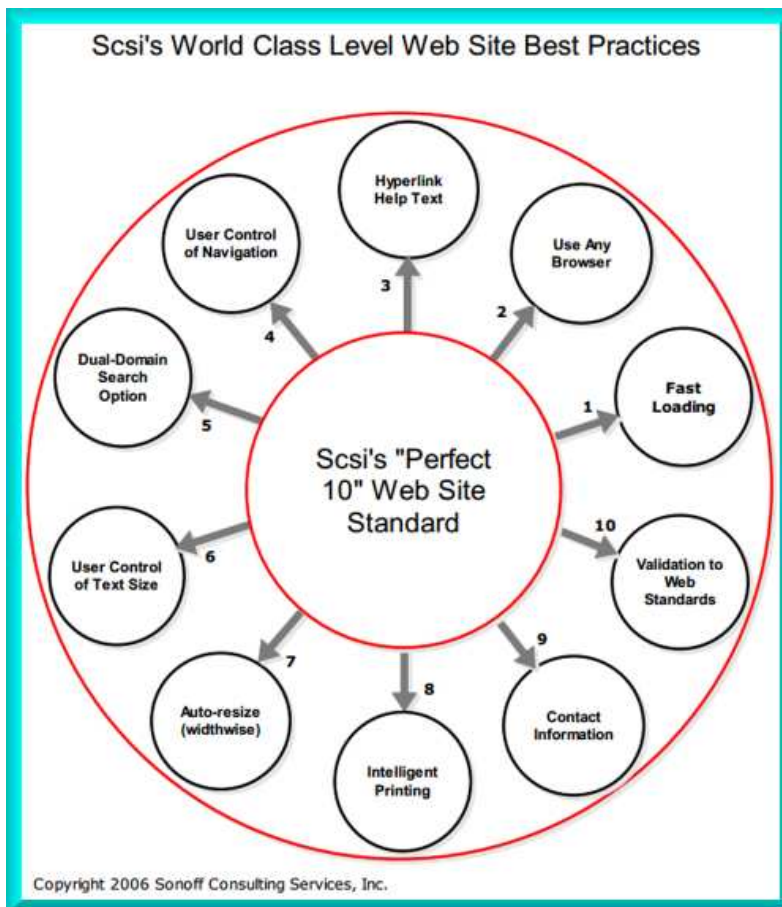 Scsi's World Class Level Web Site Best Practices
Hyperlink
Help Text
User Control
of Navigation
Use Any
Browser
3
2
4
Dual-Domain
Search
Option
Fast
Loading
1
5
Scsi's "Perfect
10" Web Site
Standard
10
6
User Control
of Text Size
Validation to
Web
Standards
9
7
8
Auto-resize
(widthwise)
Contact
Information
Intelligent
Printing
Copyright 2006 Sonoff Consulting Services, Inc.